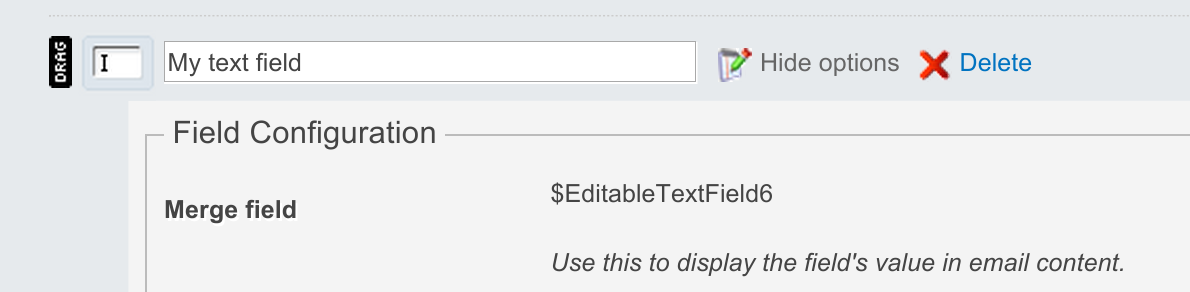 DRAG
I
My text field
Hide options
Delete
Field Configuration
Merge field
$EditableTextField6
Use this to display the field's value in email content.